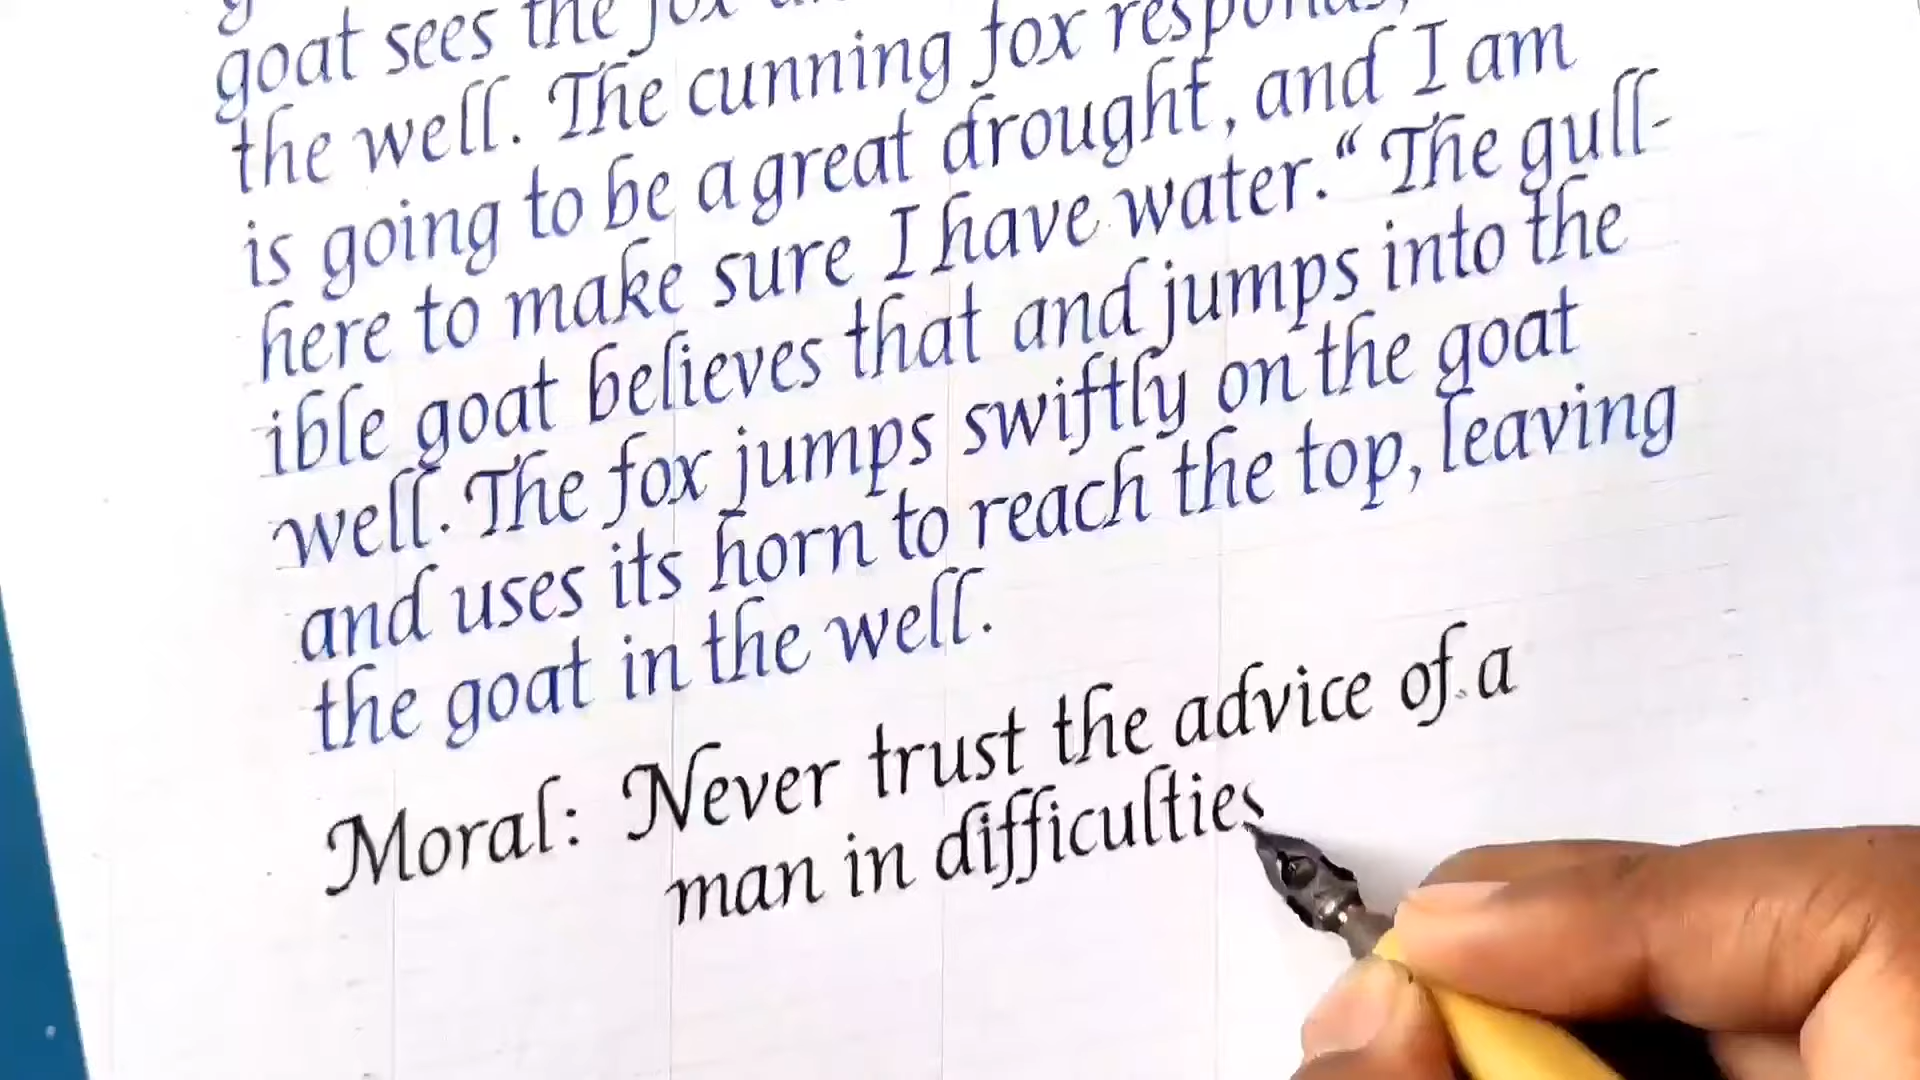 goat sees the fox
the well. The cunning fox responds,
is going to be a great drought, and I am
here to make sure I have water.“ The gull-
ible goat believes that and jumps into the
well. The fox jumps swiftly on the goat
and uses its horn to reach the top, leaving
the goat in the well.
Moral: Never trust the advice of a
man in difficulties